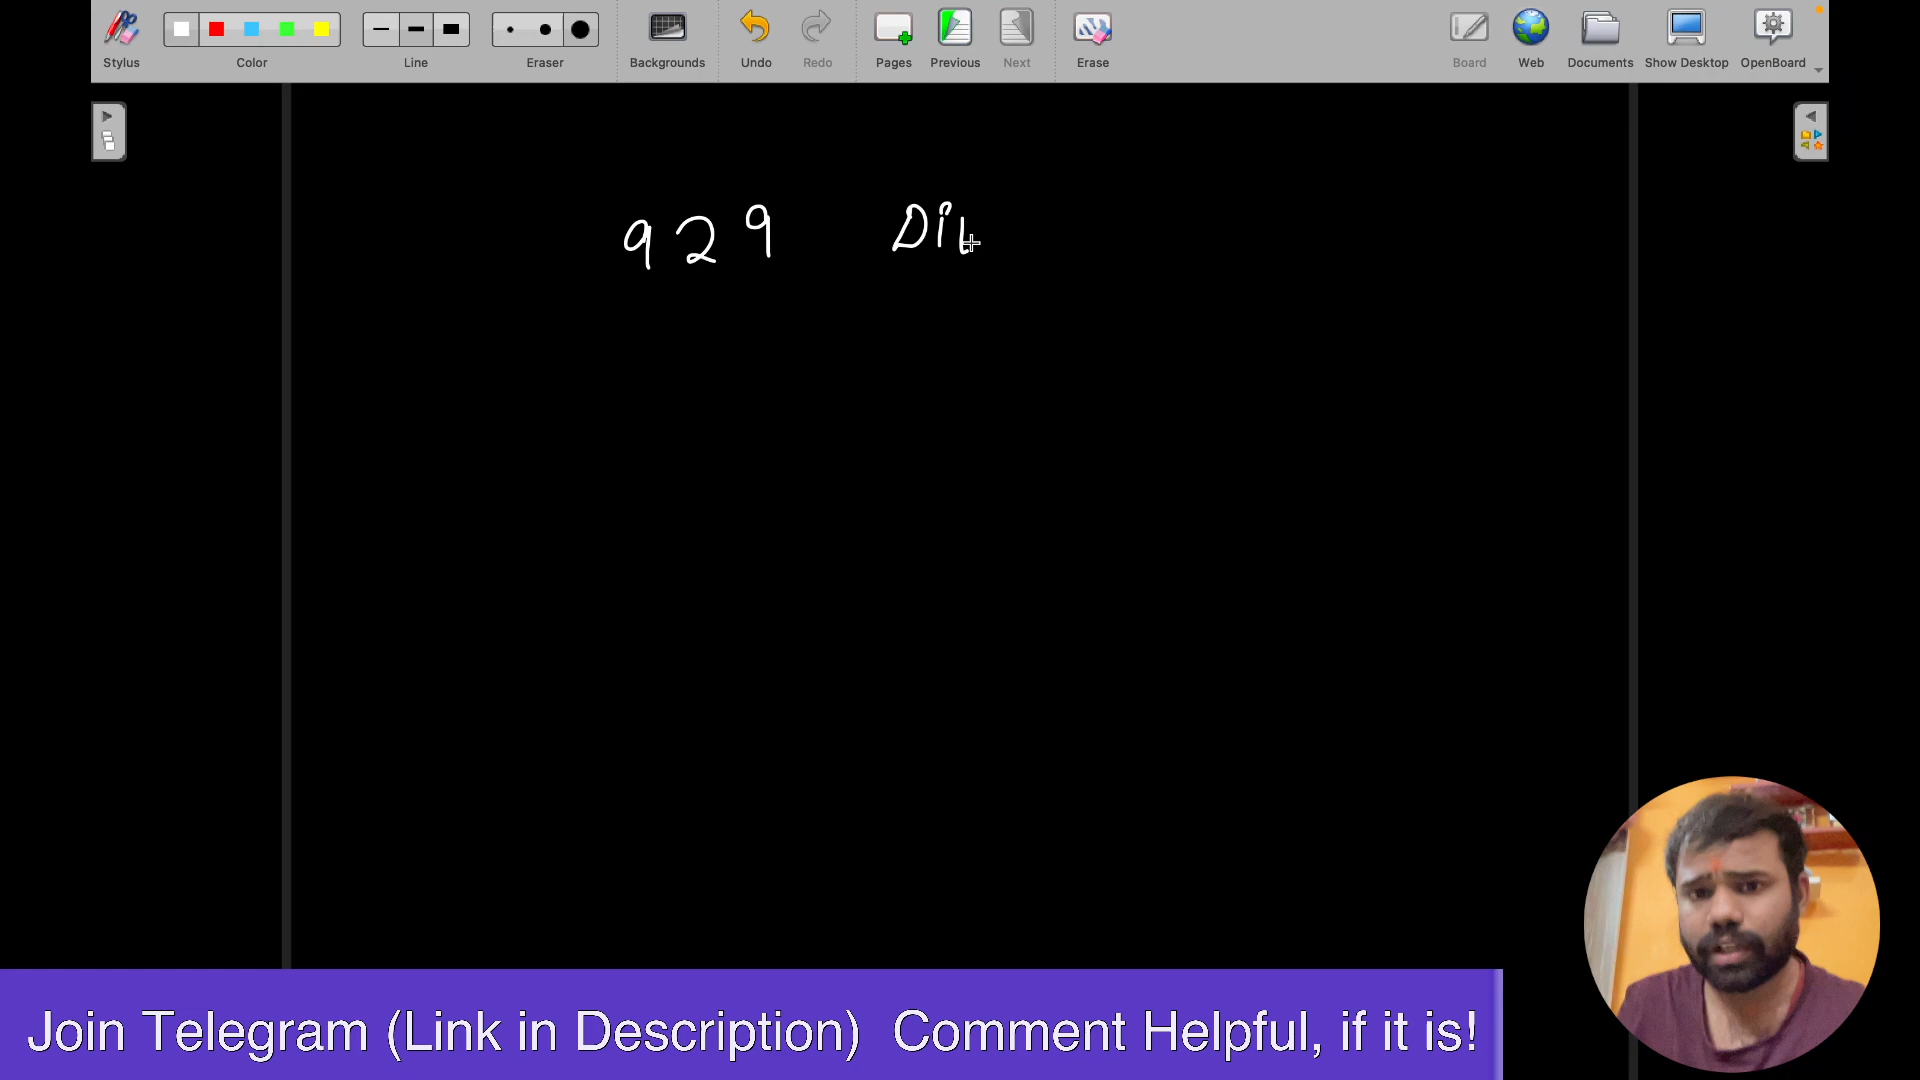 Stylus Color Line Eraser Backgrounds Undo Redo Pages Previous Next Erase Board Web Documents Show Desktop OpenBoard
929
Join Telegram (Link in Description) Comment Helpful, if it is!